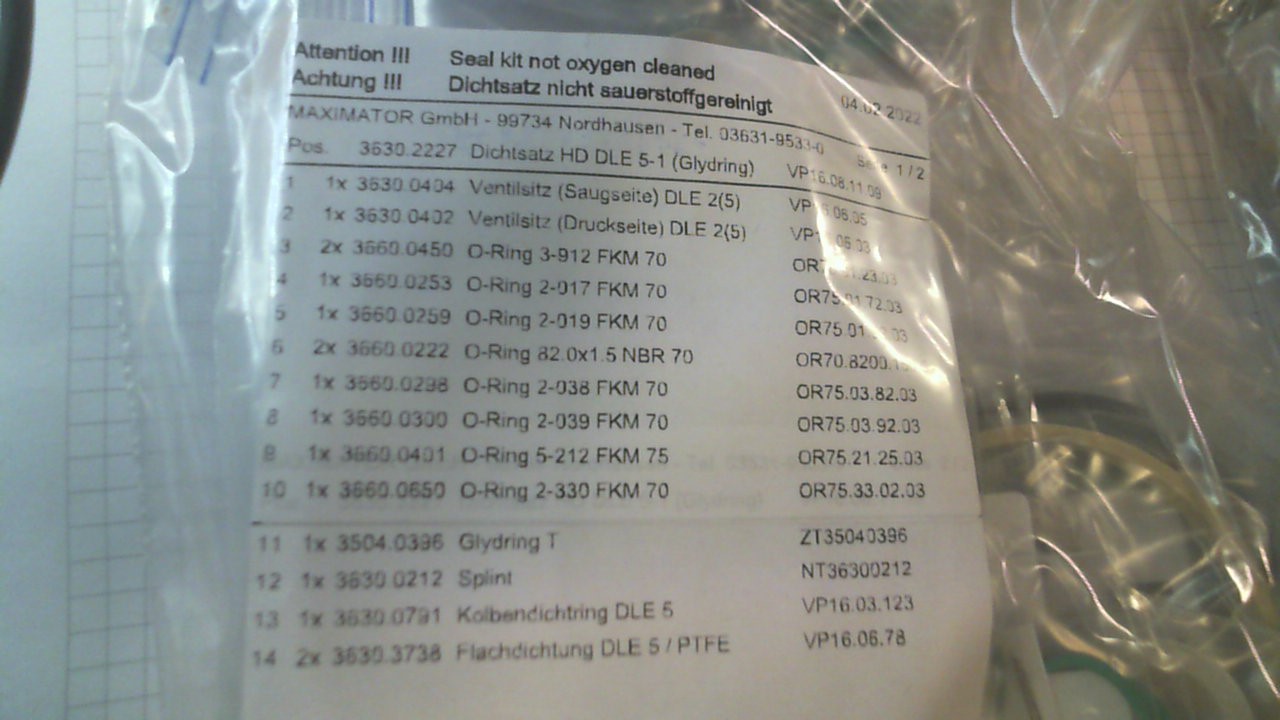 Attention !!! Seal kit not oxygen cleaned
Achtung !!! Dichtsatz nicht sauerstoffgereinigt 04.02.2022
MAXIMATOR GmbH - 99734 Nordhausen - Tel. 03631-9533-0 Seite 1/2
Pos. 3630.2227 Dichtsatz HD DLE 5-1 (Glydring) VP16.08.11.09
1 1x 3630.0404 Ventilsitz (Saugseite) DLE 2(5)
2 1x 3630.0402 Ventilsitz (Druckseite) DLE 2(5)
3 2x 3660.0450 O-Ring 3-912 FKM 70
4 1x 3660.0253 O-Ring 2-017 FKM 70 OR75.01.72.03
5 1x 3660.0259 O-Ring 2-019 FKM 70
6 2x 3660.0222 O-Ring 82.0x1.5 NBR 70
7 1x 3660.0298 O-Ring 2-038 FKM 70 OR75.03.82.03
8 1x 3660.0300 O-Ring 2-039 FKM 70 OR75.03.92.03
9 1x 3660.0401 O-Ring 5-212 FKM 75 OR75.21.25.03
10 1x 3660.0650 O-Ring 2-330 FKM 70 OR75.33.02.03
11 1x 3504.0396 Glydring T ZT35040396
12 1x 3630.0212 Splint NT36300212
13 1x 3630.0791 Kolbendichtring DLE 5 VP16.03.123
14 2x 3630.3738 Flachdichtung DLE 5 / PTFE VP16.06.78